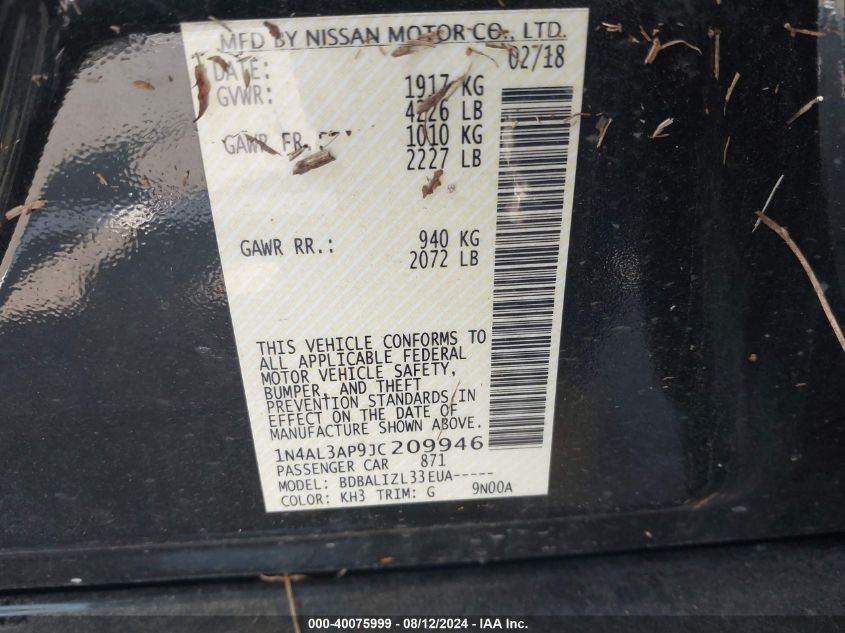 MFD BY NISSAN MOTOR CO., LTD.
DATE: 02/18
GVWR: 1917 KG
4226 LB
GAWR FR. 1010 KG
2227 LB
GAWR RR.: 940 KG
2072 LB
THIS VEHICLE CONFORMS TO
ALL APPLICABLE FEDERAL
MOTOR VEHICLE SAFETY,
BUMPER, AND THEFT
PREVENTION STANDARDS IN
EFFECT ON THE DATE OF
MANUFACTURE SHOWN ABOVE.
1N4AL3AP9JC209946
PASSENGER CAR 871
MODEL: BDBALIZL33EUA-----
COLOR: KH3 TRIM: G 9N00A
000-40075999 - 08/12/2024 - IAA Inc.